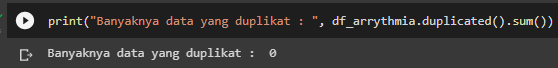 print("Banyaknya data yang duplikat : ", df_arrythmia.duplicated().sum())
Banyaknya data yang duplikat :  0